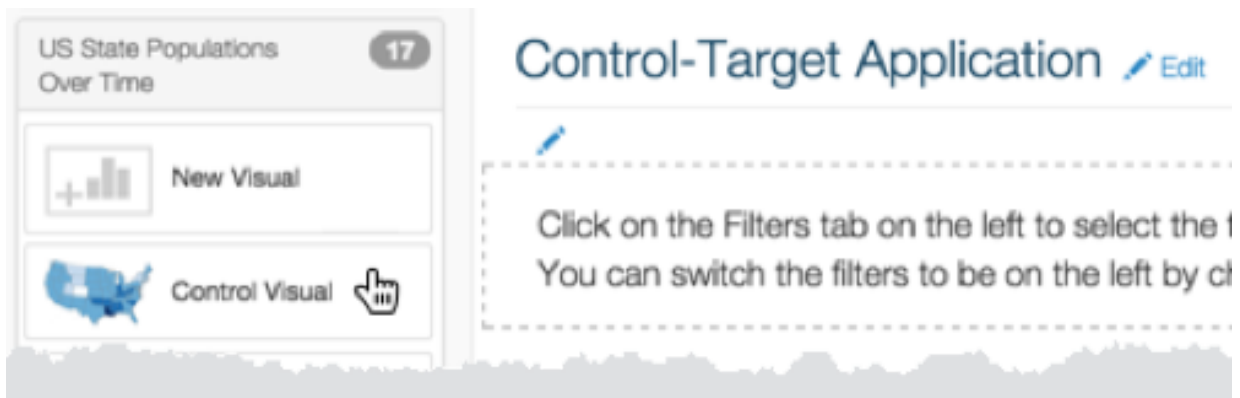 US State Populations
Over Time
17
New Visual
Control Visual
Control-Target Application Edit
Click on the Filters tab on the left to select the
You can switch the filters to be on the left by